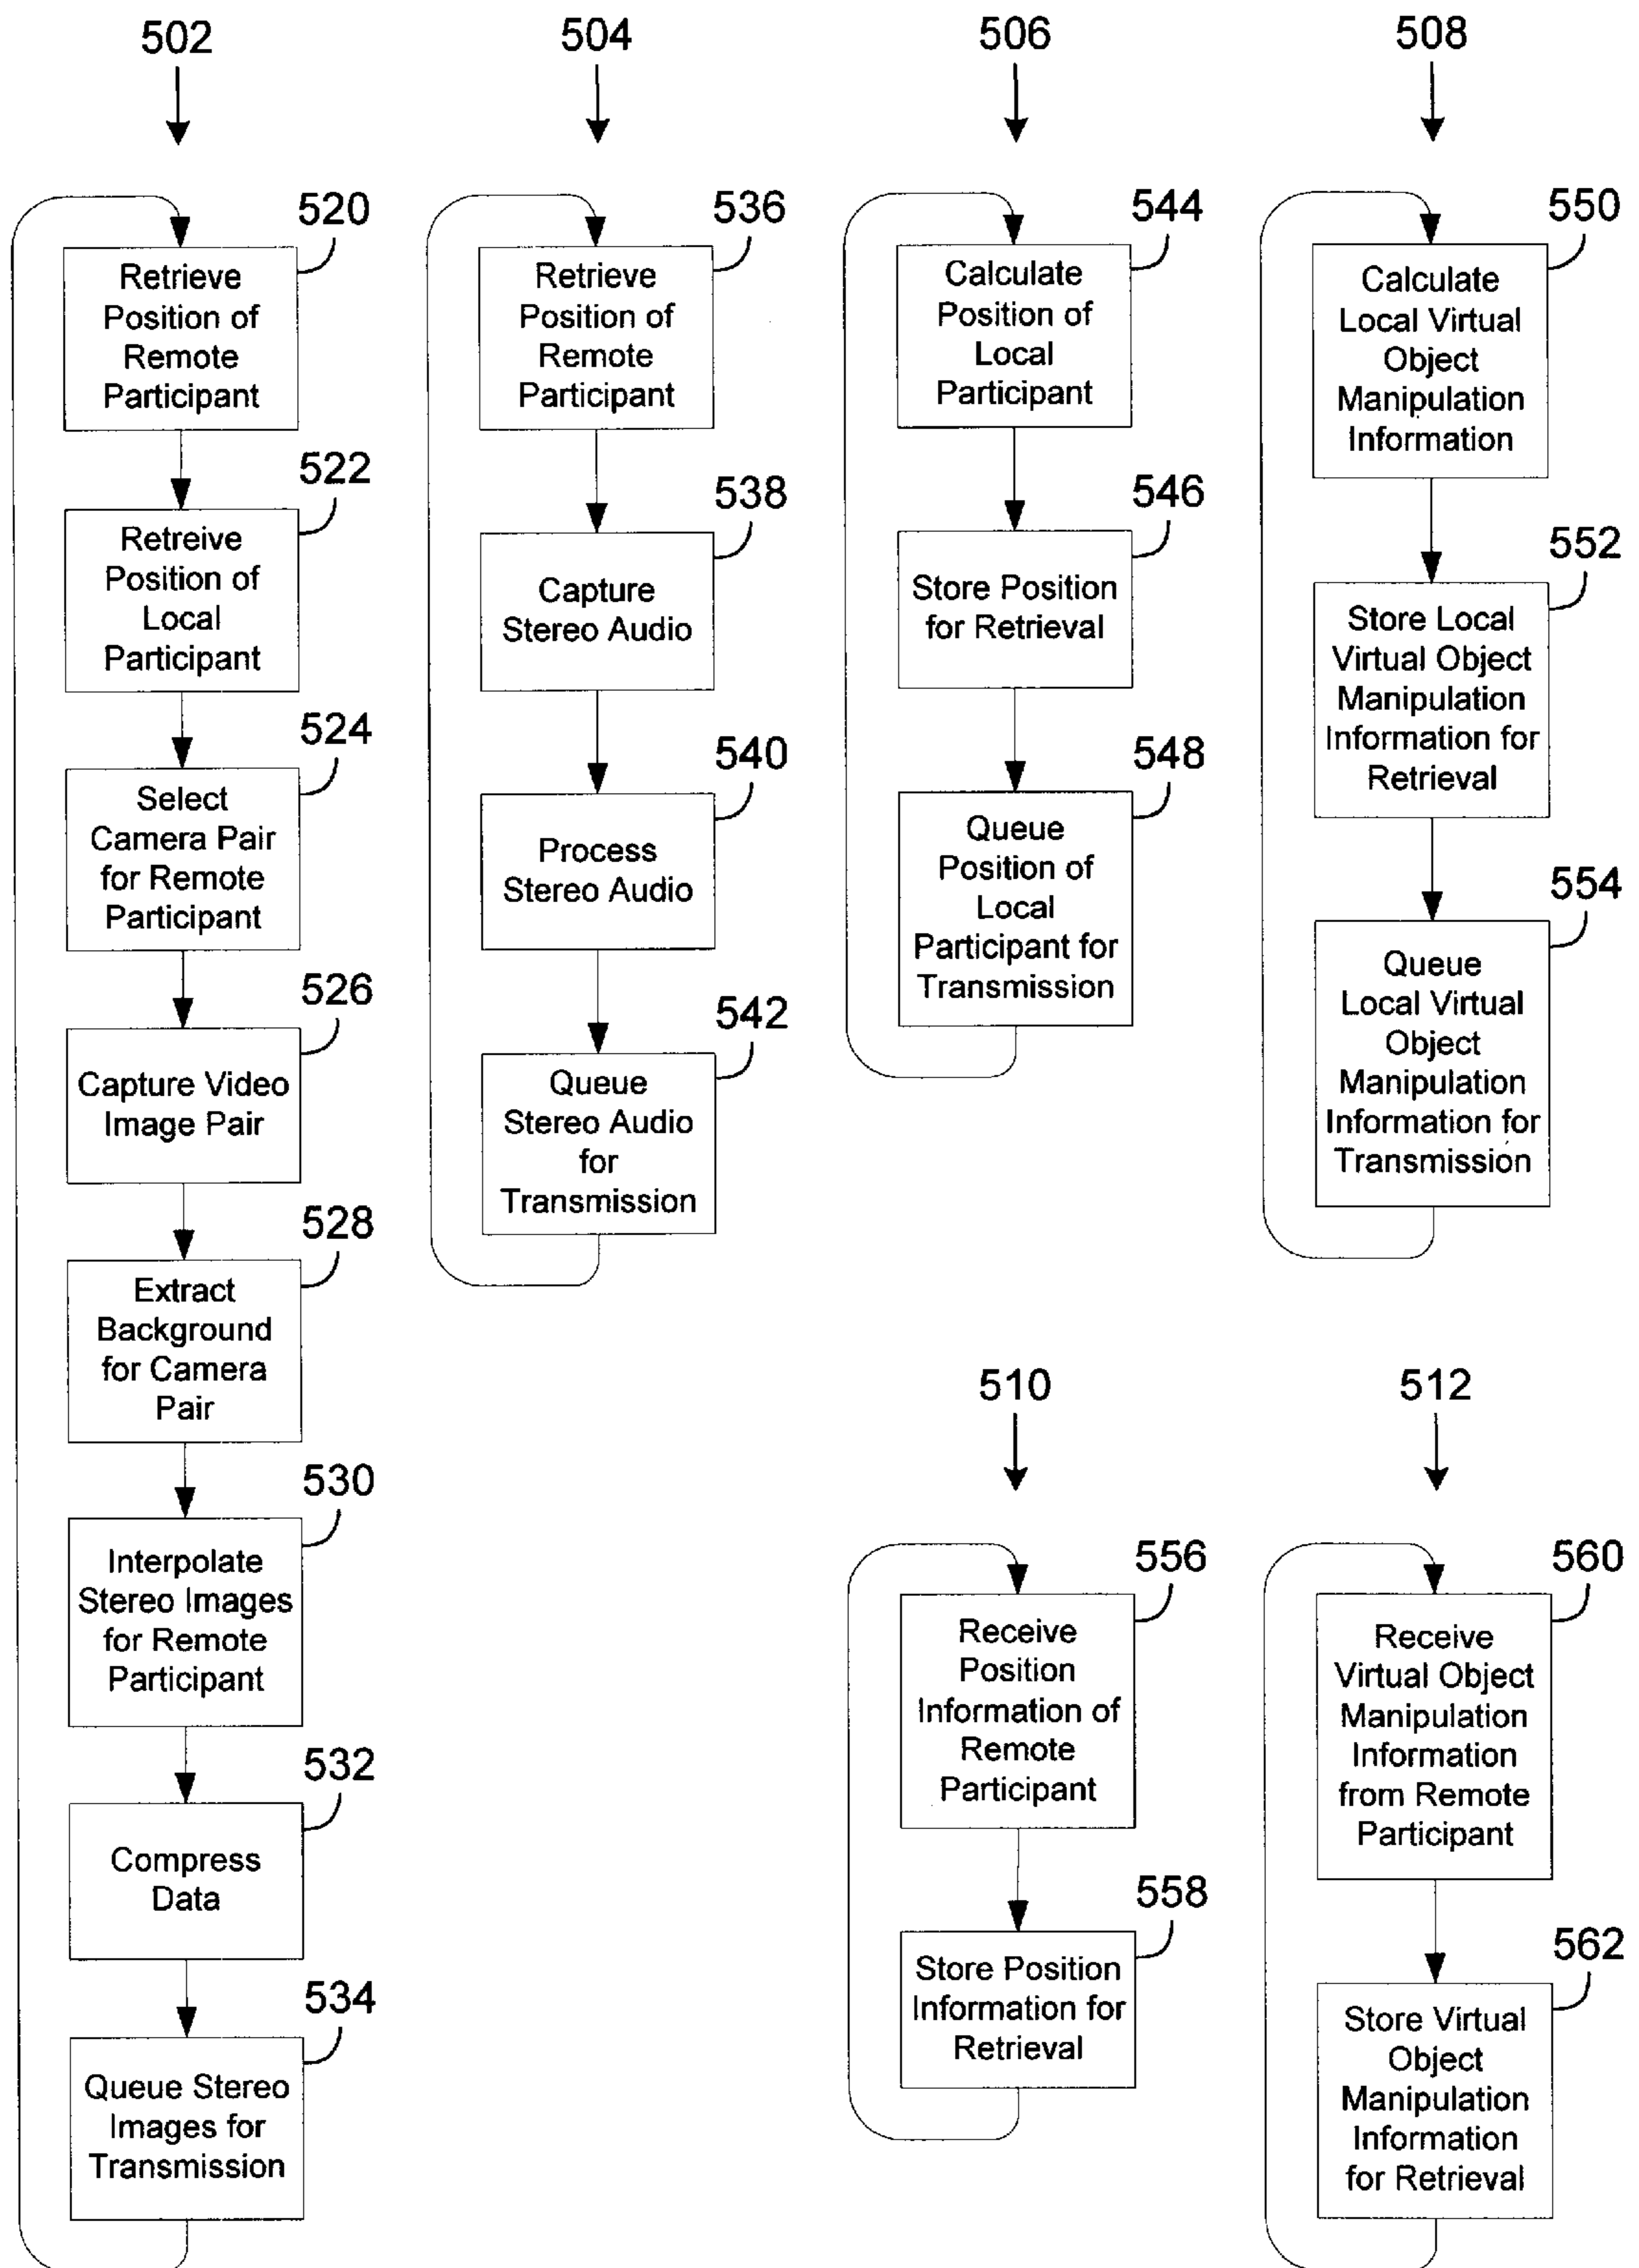 502
520
Retrieve
Position of
Remote
Participant
522
Retreive
Position of
Local
Participant
524
Select
Camera Pair
for Remote
Participant
526
Capture Video
Image Pair
528
Extract
Background
for Camera
Pair
530
Interpolate
Stereo Images
for Remote
Participant
532
Compress
Data
534
Queue Stereo
Images for
Transmission
504
536
Retrieve
Position of
Remote
Participant
538
Capture
Stereo Audio
540
Process
Stereo Audio
542
Queue
Stereo Audio
for
Transmission
506
544
Calculate
Position of
Local
Participant
546
Store Position
for Retrieval
548
Queue
Position of
Local
Participant for
Transmission
508
550
Calculate
Local Virtual
Object
Manipulation
Information
552
Store Local
Virtual Object
Manipulation
Information for
Retrieval
554
Queue
Local Virtual
Object
Manipulation
Information for
Transmission
510
556
Receive
Position
Information of
Remote
Participant
558
Store Position
Information for
Retrieval
512
560
Receive
Virtual Object
Manipulation
Information
from Remote
Participant
562
Store Virtual
Object
Manipulation
Information
for Retrieval